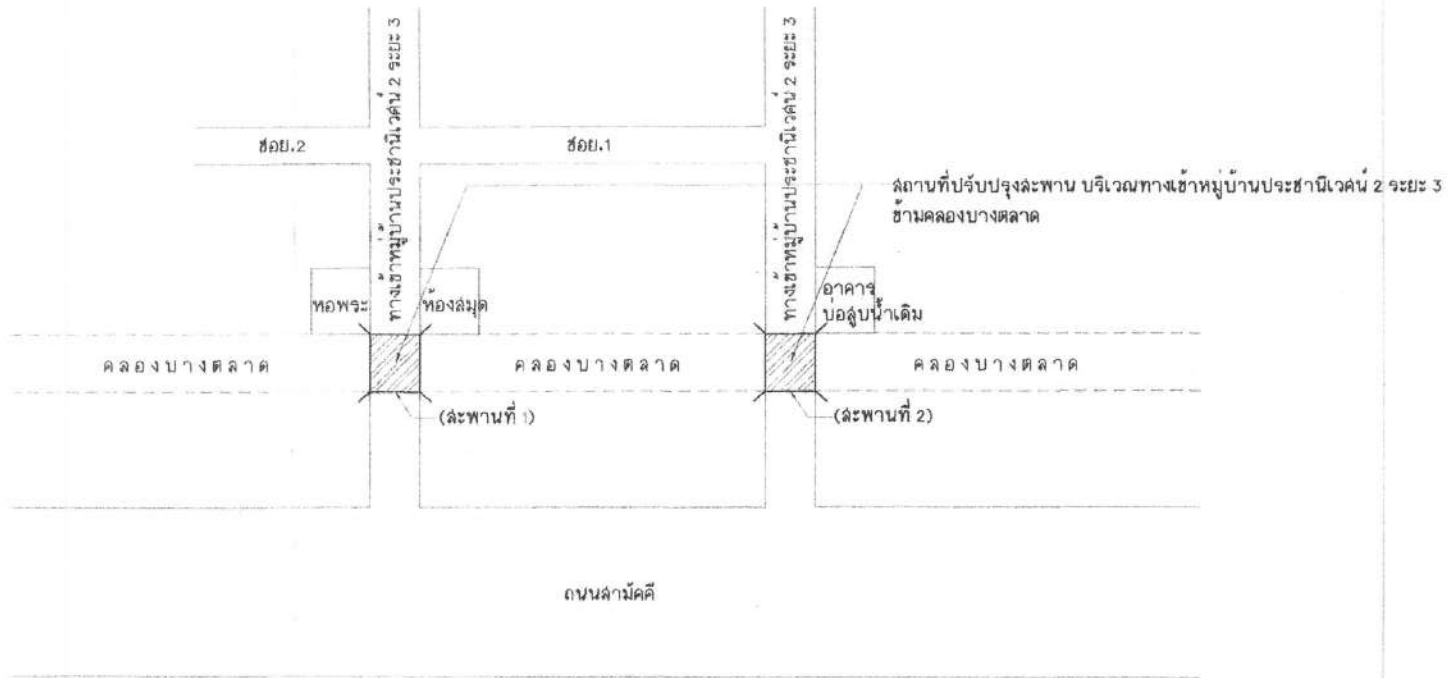 ทางเข้าหมู่บ้านประชานิเวศน์ 2 ระยะ 3
ทางเข้าหมู่บ้านประชานิเวศน์ 2 ระยะ 3
ซอย.2
ซอย.1
สถานที่ปรับปรุงสะพาน บริเวณทางเข้าหมู่บ้านประชานิเวศน์ 2 ระยะ 3
ข้ามคลองบางตลาด
หอพระ
ห้องสมุด
อาคาร
บ่อสูบน้ำเดิม
คลองบางตลาด
คลองบางตลาด
คลองบางตลาด
(สะพานที่ 1)
(สะพานที่ 2)
ถนนสามัคคี